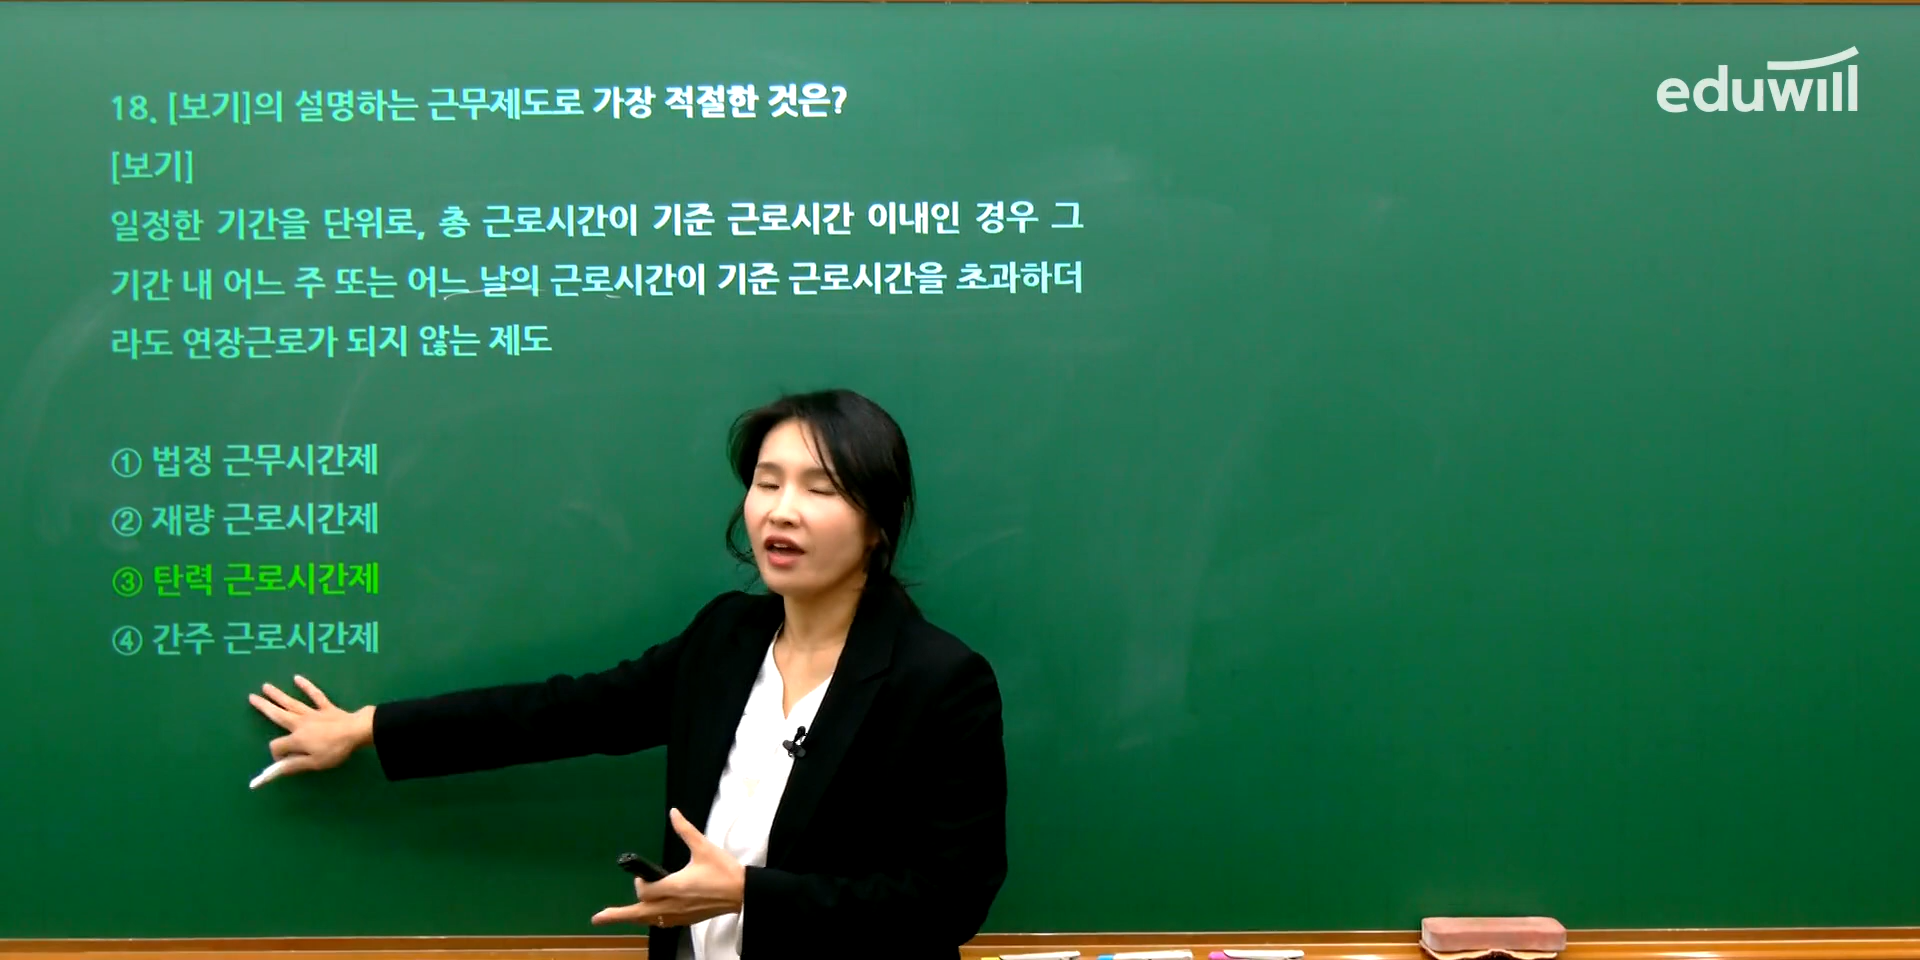 eduwill
18. [보기]의 설명하는 근무제도로 가장 적절한 것은?
[보기]
일정한 기간을 단위로, 총 근로시간이 기준 근로시간 이내인 경우 그
기간 내 어느 주 또는 어느 날의 근로시간이 기준 근로시간을 초과하더
라도 연장근로가 되지 않는 제도
① 법정 근무시간제
② 재량 근로시간제
③ 탄력 근로시간제
④ 간주 근로시간제